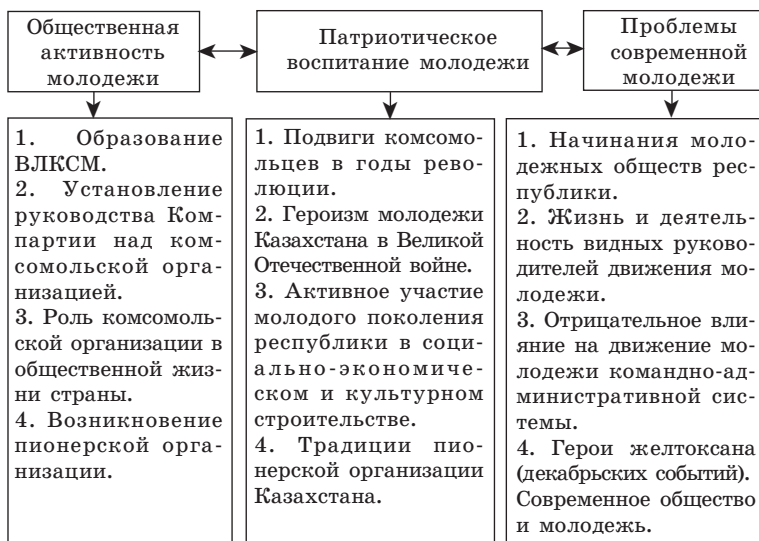 Общественная
активность
молодежи
Патриотическое
воспитание молодежи
Проблемы
современной
молодежи
1. Образование
ВЛКСМ.
2. Установление
руководства Ком-
партии над ком-
сомольской орга-
низацией.
3. Роль комсомоль-
ской организации в
общественной жиз-
ни страны.
4. Возникновение
пионерской орга-
низации.
1. Подвиги комсомо-
льцев в годы рево-
люции.
2. Героизм молодежи
Казахстана в Великой
Отечественной войне.
3. Активное участие
молодого поколения
республики в соци-
ально-экономиче-
ском и культурном
строительстве.
4. Традиции пио-
нерской организации
Казахстана.
1. Начинания моло-
дежных обществ рес-
публики.
2. Жизнь и деятель-
ность видных руково-
дителей движения мо-
лодежи.
3. Отрицательное вли-
яние на движение мо-
лодежи командно-ад-
министративной сис-
темы.
4. Герои желтоксана
(декабрьских событий).
Современное общество
и молодежь.